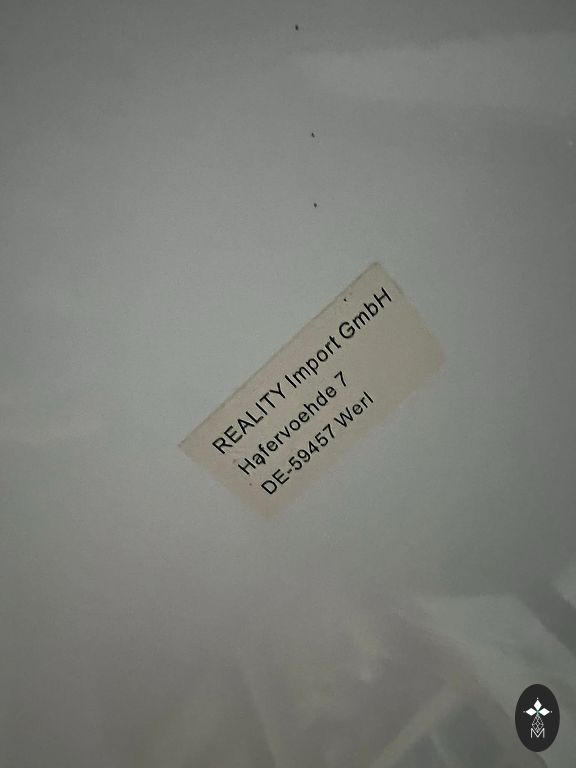 REALITY Import GmbH
Hafervoehde 7
DE-59457 Werl